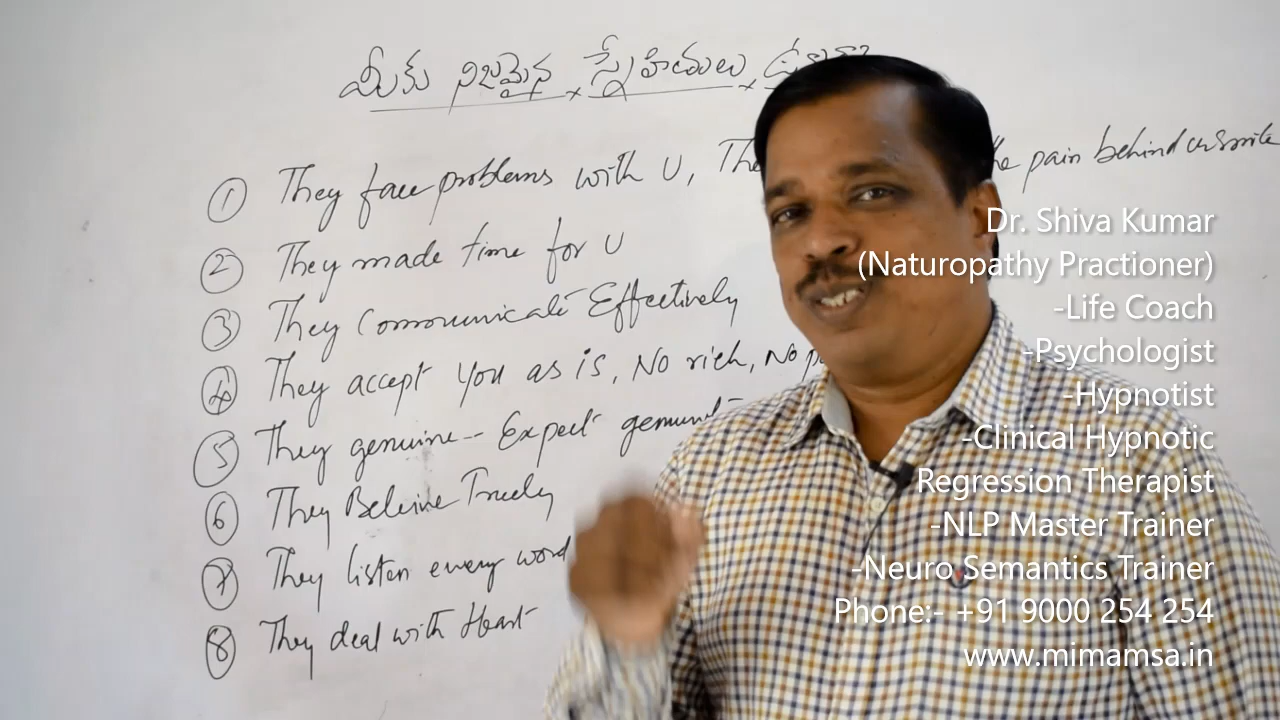 మీకు నిజమైన స్నేహితులు
① They face problems with U, The pain behind ur smile
② They made time for U
③ They Communicate Effectively
④ They accept You as is, No rich, No
⑤ They genuine -- Expect
⑥ They Beleive Truely
⑦ They listen every word
⑧ They deal with Heart
Dr. Shiva Kumar
(Naturopathy Practioner)
-Life Coach
-Psychologist
-Hypnotist
-Clinical Hypnotic
Regression Therapist
-NLP Master Trainer
-Neuro Semantics Trainer
Phone:- +91 9000 254 254
www.mimamsa.in